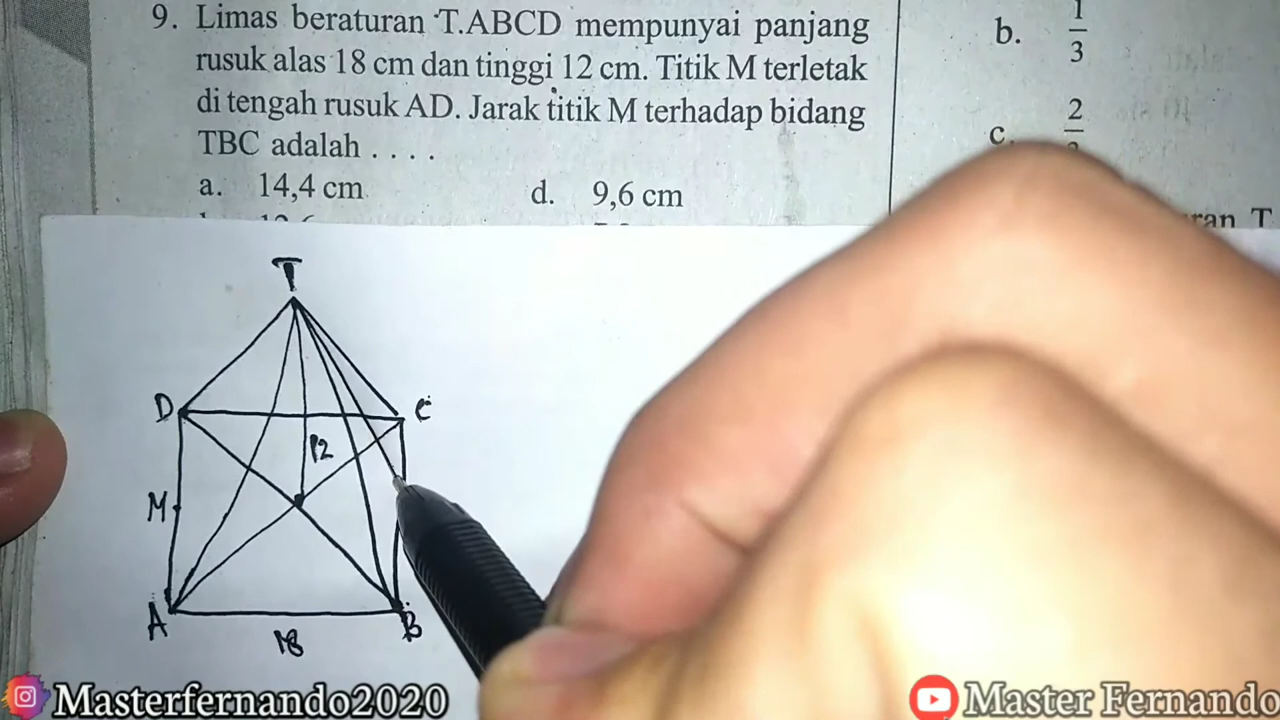 9. Limas beraturan T.ABCD mempunyai panjang
rusuk alas 18 cm dan tinggi 12 cm. Titik M terletak
di tengah rusuk AD. Jarak titik M terhadap bidang
TBC adalah . . . .
a. 14,4 cm
d. 9,6 cm
b. 1/3
c. 2
T
D
C
12
M
A
B
18
Masterfernando2020
Master Fernando